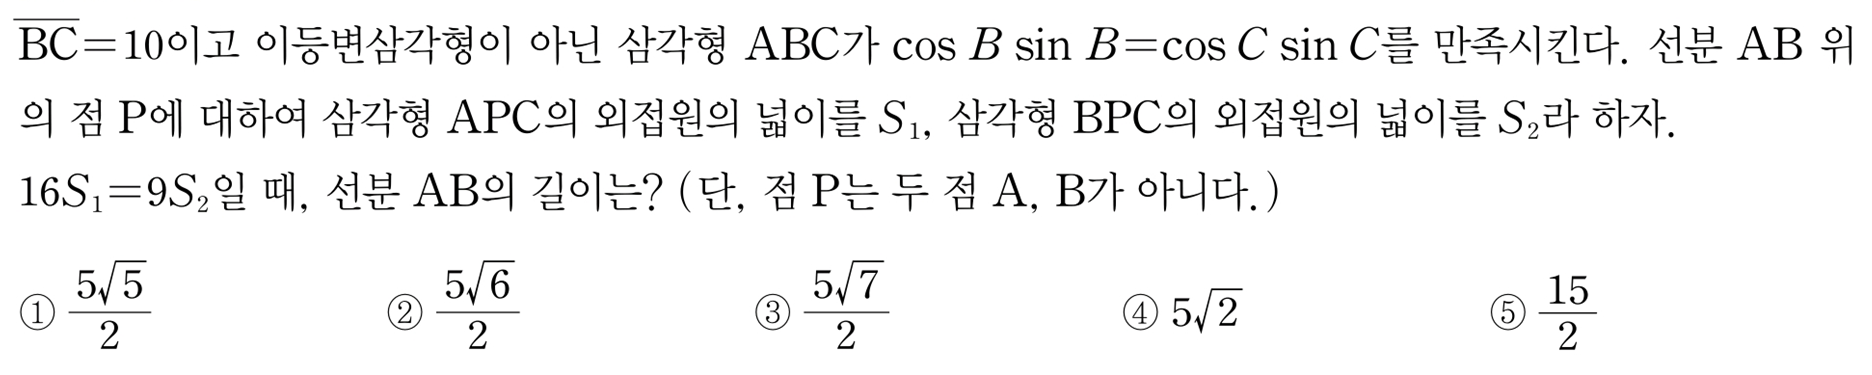 $\overline{\mathrm{BC}}=10$이고 이등변삼각형이 아닌 삼각형 ABC가 $\cos B \sin B=\cos C \sin C$를 만족시킨다. 선분 AB 위
의 점 P에 대하여 삼각형 APC의 외접원의 넓이를 $S_1$, 삼각형 BPC의 외접원의 넓이를 $S_2$라 하자.
$16S_1=9S_2$일 때, 선분 AB의 길이는? (단, 점 P는 두 점 A, B가 아니다.)
① $\frac{5\sqrt{5}}{2}$ ② $\frac{5\sqrt{6}}{2}$ ③ $\frac{5\sqrt{7}}{2}$ ④ $5\sqrt{2}$ ⑤ $\frac{15}{2}$